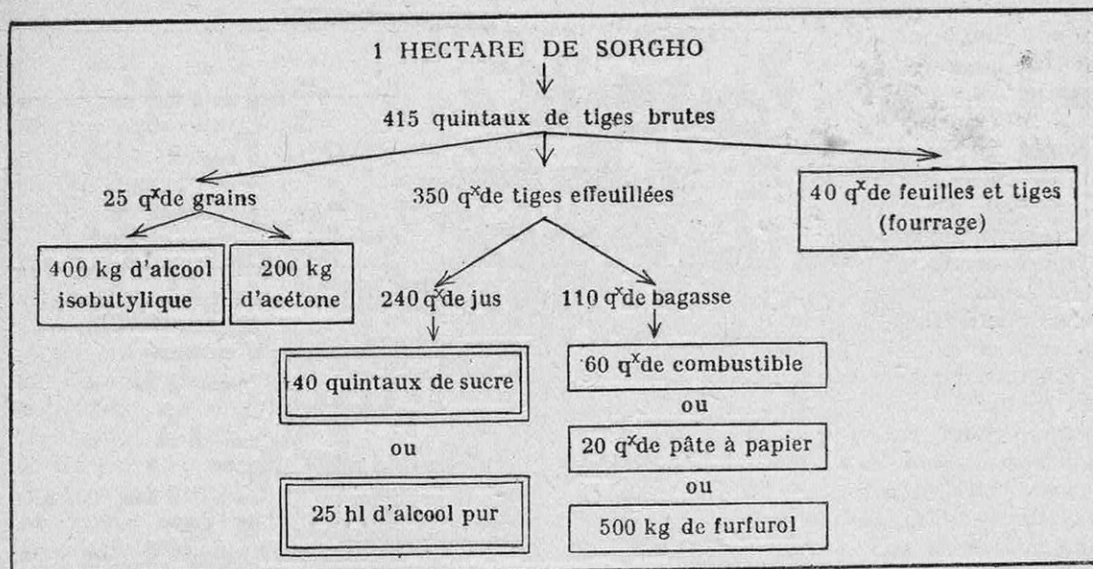 1 HECTARE DE SORGHO
415 quintaux de tiges brutes
25 qx de grains
350 qx de tiges effeuillées
40 qx de feuilles et tiges
(fourrage)
400 kg d'alcool
isobutylique
200 kg
d'acétone
240 qx de jus
110 qx de bagasse
40 quintaux de sucre
ou
25 hl d'alcool pur
60 qx de combustible
ou
20 qx de pâte à papier
ou
500 kg de furfurol